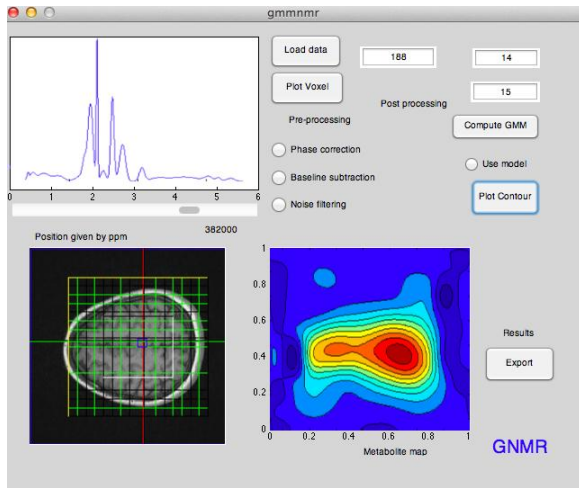 gmmnmr
Load data
188
14
Plot Voxel
15
Post processing
Pre-processing
Compute GMM
Phase correction
Use model
Baseline subtraction
Plot Contour
Noise filtering
0 1 2 3 4 5 6
382000
Position given by ppm
1
0.8
0.6
0.4
0.2
0
0 0.2 0.4 0.6 0.8 1
Metabolite map
Results
Export
GNMR